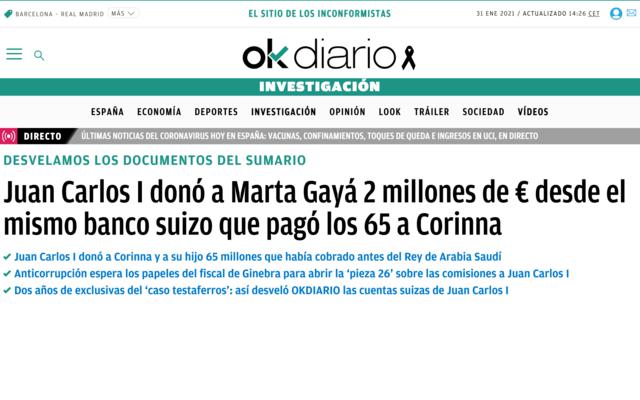 BARCELONA - REAL MADRID MÁS
EL SITIO DE LOS INCONFORMISTAS
31 ENE 2021 / ACTUALIZADO 14:26 CET
okdiario
INVESTIGACIÓN
ESPAÑA ECONOMÍA DEPORTES INVESTIGACIÓN OPINIÓN LOOK TRÁILER SOCIEDAD VÍDEOS
DIRECTO ÚLTIMAS NOTICIAS DEL CORONAVIRUS HOY EN ESPAÑA: VACUNAS, CONFINAMIENTOS, TOQUES DE QUEDA E INGRESOS EN UCI, EN DIRECTO
DESVELAMOS LOS DOCUMENTOS DEL SUMARIO
Juan Carlos I donó a Marta Gayá 2 millones de € desde el
mismo banco suizo que pagó los 65 a Corinna
Juan Carlos I donó a Corinna y a su hijo 65 millones que había cobrado antes del Rey de Arabia Saudí
Anticorrupción espera los papeles del fiscal de Ginebra para abrir la ‘pieza 26’ sobre las comisiones a Juan Carlos I
Dos años de exclusivas del ‘caso testaferros’: así desveló OKDIARIO las cuentas suizas de Juan Carlos I